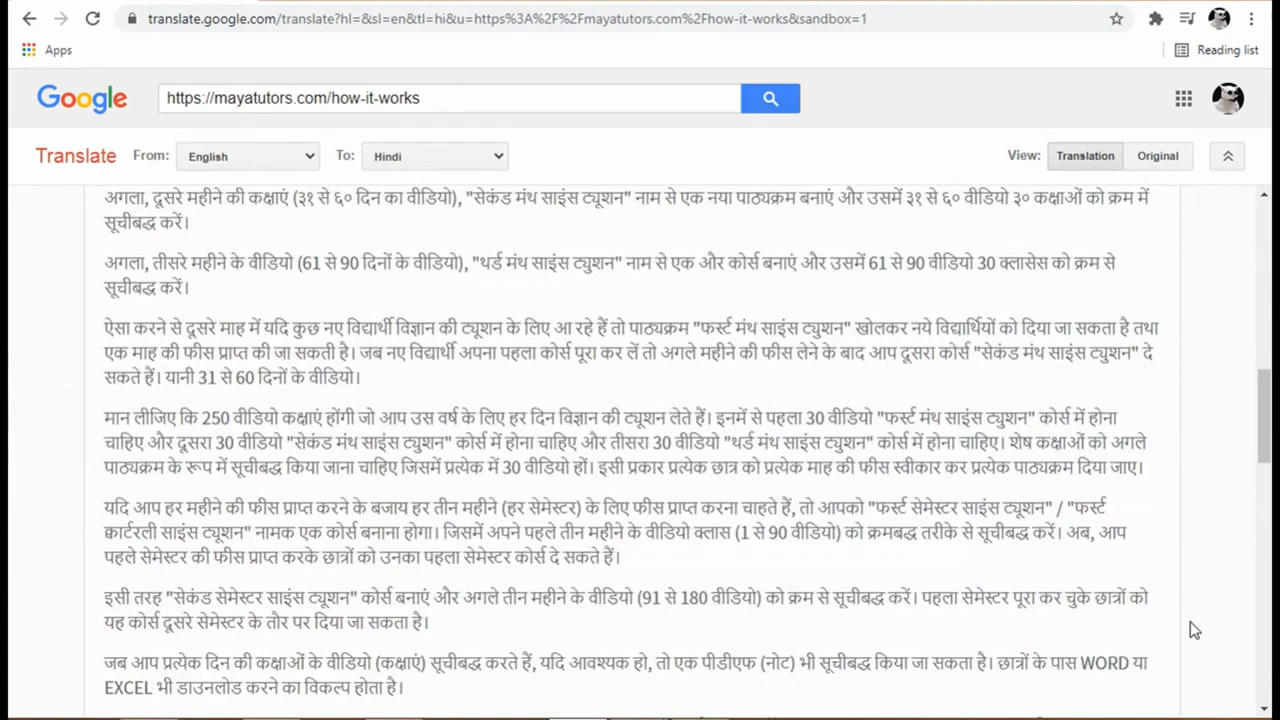 translate.google.com/translate?hl=&sl=en&tl=hi&u=https%3A%2F%2Fmayatutors.com%2Fhow-it-works&sandbox=1
Apps
Reading list
Google
https://mayatutors.com/how-it-works
Translate
From:
English
To:
Hindi
View:
Translation
Original
अगला, दूसरे महीने की कक्षाएं (३१ से ६० दिन का वीडियो), "सेकंड मंथ साइंस ट्यूशन" नाम से एक नया पाठ्यक्रम बनाएं और उसमें ३१ से ६० वीडियो ३० कक्षाओं को क्रम में
सूचीबद्ध करें।
अगला, तीसरे महीने के वीडियो (61 से 90 दिनों के वीडियो), "थर्ड मंथ साइंस ट्युशन" नाम से एक और कोर्स बनाएं और उसमें 61 से 90 वीडियो 30 क्लासेस को क्रम से
सूचीबद्ध करें।
ऐसा करने से दूसरे माह में यदि कुछ नए विद्यार्थी विज्ञान की ट्यूशन के लिए आ रहे हैं तो पाठ्यक्रम "फर्स्ट मंथ साइंस ट्युशन" खोलकर नये विद्यार्थियों को दिया जा सकता है तथा
एक माह की फीस प्राप्त की जा सकती है। जब नए विद्यार्थी अपना पहला कोर्स पूरा कर लें तो अगले महीने की फीस लेने के बाद आप दूसरा कोर्स "सेकंड मंथ साइंस ट्युशन" दे
सकते हैं। यानी 31 से 60 दिनों के वीडियो।
मान लीजिए कि 250 वीडियो कक्षाएं होंगी जो आप उस वर्ष के लिए हर दिन विज्ञान की ट्यूशन लेते हैं। इनमें से पहला 30 वीडियो "फर्स्ट मंथ साइंस ट्युशन" कोर्स में होना
चाहिए और दूसरा 30 वीडियो "सेकंड मंथ साइंस ट्युशन" कोर्स में होना चाहिए और तीसरा 30 वीडियो "थर्ड मंथ साइंस ट्युशन" कोर्स में होना चाहिए। शेष कक्षाओं को अगले
पाठ्यक्रम के रूप में सूचीबद्ध किया जाना चाहिए जिसमें प्रत्येक में 30 वीडियो हों। इसी प्रकार प्रत्येक छात्र को प्रत्येक माह की फीस स्वीकार कर प्रत्येक पाठ्यक्रम दिया जाए।
यदि आप हर महीने की फीस प्राप्त करने के बजाय हर तीन महीने (हर सेमेस्टर) के लिए फीस प्राप्त करना चाहते हैं, तो आपको "फर्स्ट सेमेस्टर साइंस ट्यूशन" / "फर्स्ट
क्वार्टरली साइंस ट्यूशन" नामक एक कोर्स बनाना होगा। जिसमें अपने पहले तीन महीने के वीडियो क्लास (1 से 90 वीडियो) को क्रमबद्ध तरीके से सूचीबद्ध करें। अब, आप
पहले सेमेस्टर की फीस प्राप्त करके छात्रों को उनका पहला सेमेस्टर कोर्स दे सकते हैं।
इसी तरह "सेकंड सेमेस्टर साइंस ट्यूशन" कोर्स बनाएं और अगले तीन महीने के वीडियो (91 से 180 वीडियो) को क्रम से सूचीबद्ध करें। पहला सेमेस्टर पूरा कर चुके छात्रों को
यह कोर्स दूसरे सेमेस्टर के तौर पर दिया जा सकता है।
जब आप प्रत्येक दिन की कक्षाओं के वीडियो (कक्षाएं) सूचीबद्ध करते हैं, यदि आवश्यक हो, तो एक पीडीएफ (नोट) भी सूचीबद्ध किया जा सकता है। छात्रों के पास WORD या
EXCEL भी डाउनलोड करने का विकल्प होता है।